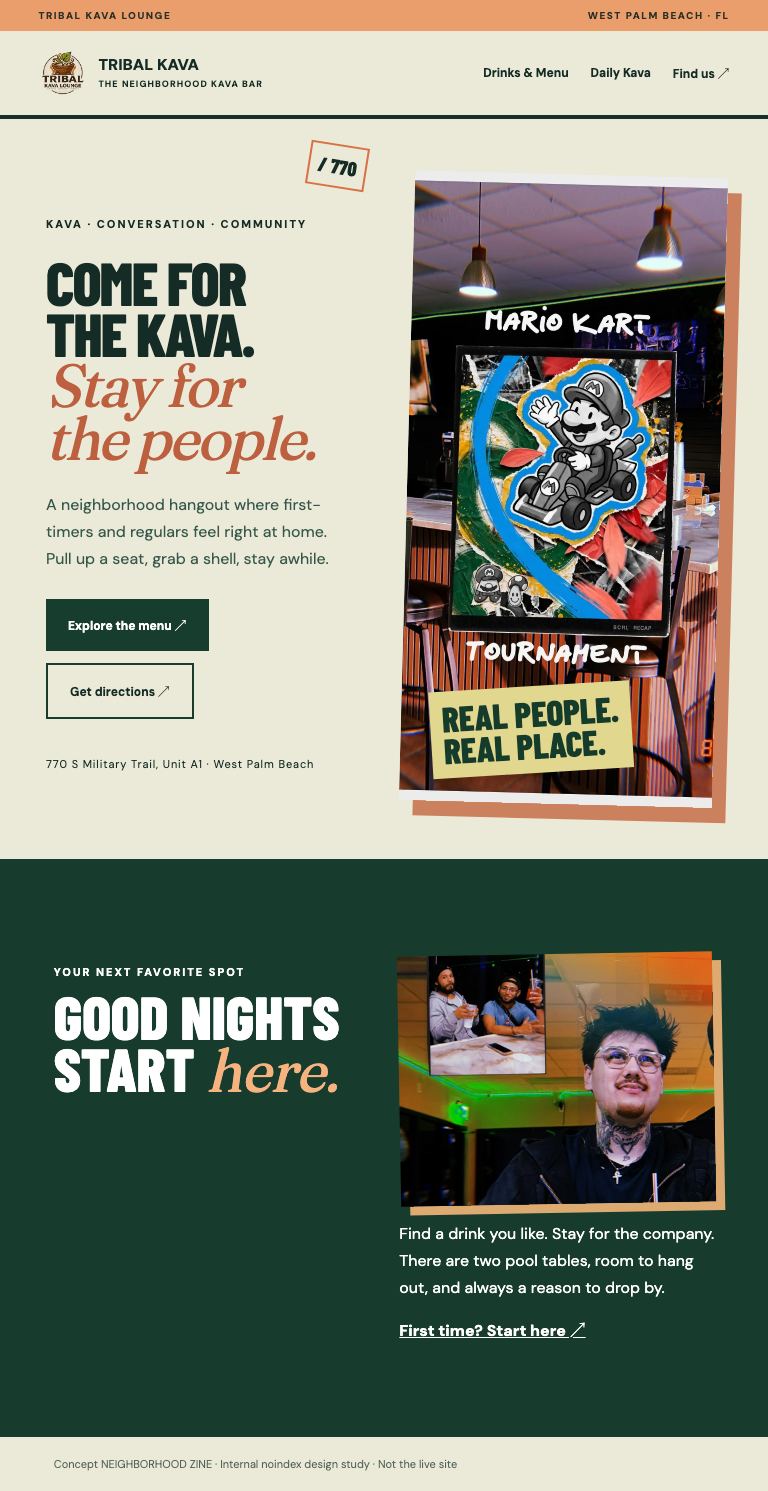 TRIBAL KAVA LOUNGE
WEST PALM BEACH · FL
TRIBAL
KAVA LOUNGE
TRIBAL KAVA
THE NEIGHBORHOOD KAVA BAR
Drinks & Menu
Daily Kava
Find us ↗
/ 770
KAVA · CONVERSATION · COMMUNITY
COME FOR
THE KAVA.
Stay for
the people.
A neighborhood hangout where first-
timers and regulars feel right at home.
Pull up a seat, grab a shell, stay awhile.
Explore the menu ↗
Get directions ↗
770 S Military Trail, Unit A1 · West Palm Beach
MARIO KART
M
M
TOURNAMENT
REAL PEOPLE.
REAL PLACE.
YOUR NEXT FAVORITE SPOT
GOOD NIGHTS
START here.
Find a drink you like. Stay for the company.
There are two pool tables, room to hang
out, and always a reason to drop by.
First time? Start here ↗
Concept NEIGHBORHOOD ZINE · Internal noindex design study · Not the live site